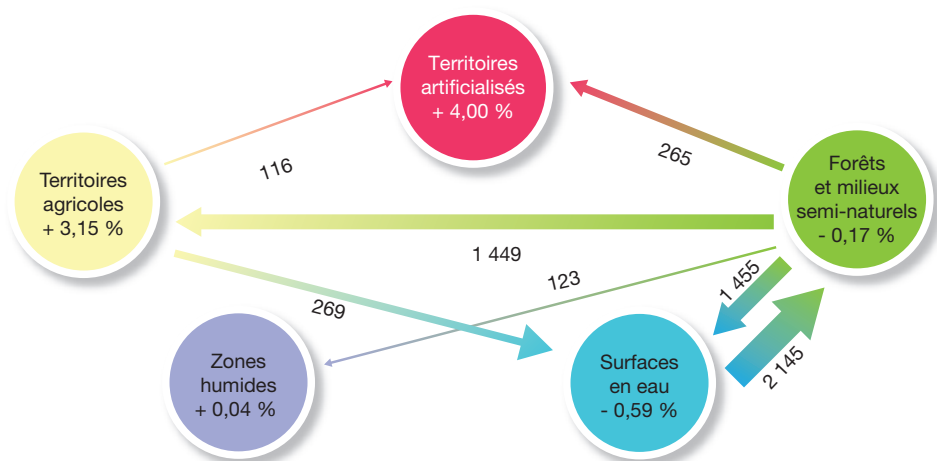 Territoires
artificialisés
+ 4,00 %
116
265
Territoires
agricoles
+ 3,15 %
Forêts
et milieux
semi-naturels
- 0,17 %
1 449
123
1 455
269
2 145
Zones
humides
+ 0,04 %
Surfaces
en eau
- 0,59 %